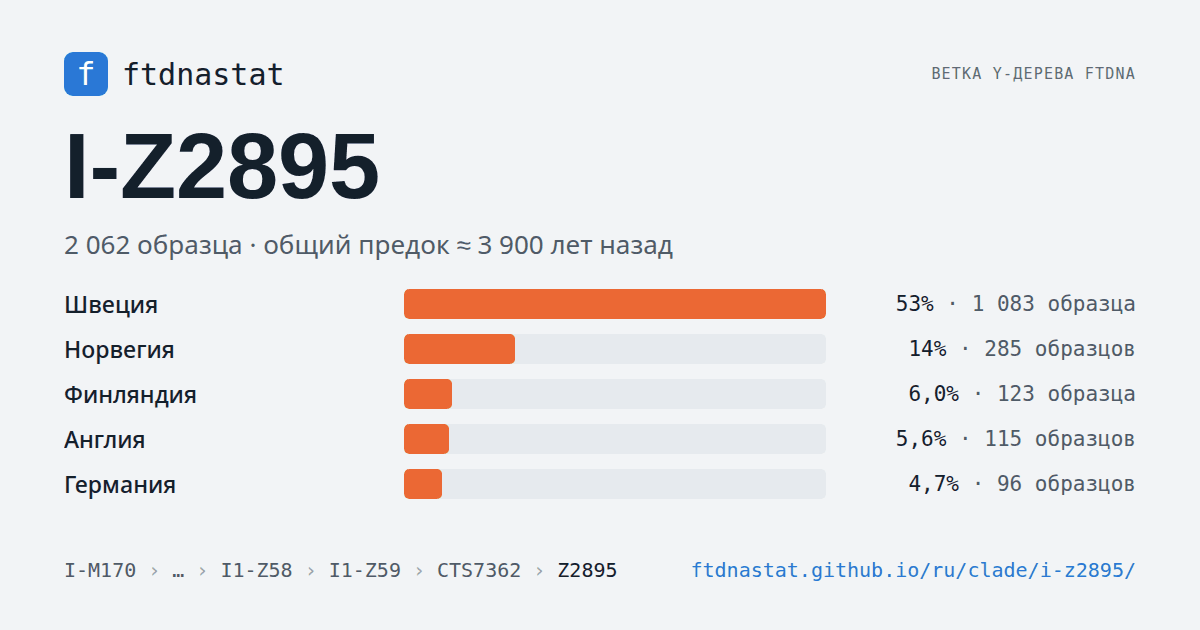 f ftdnastat
ВЕТКА Y-ДЕРЕВА FTDNA
I-Z2895
2 062 образца · общий предок ≈ 3 900 лет назад
Швеция 53% · 1 083 образца
Норвегия 14% · 285 образцов
Финляндия 6,0% · 123 образца
Англия 5,6% · 115 образцов
Германия 4,7% · 96 образцов
I-M170 › … › I1-Z58 › I1-Z59 › CTS7362 › Z2895
ftdnastat.github.io/ru/clade/i-z2895/